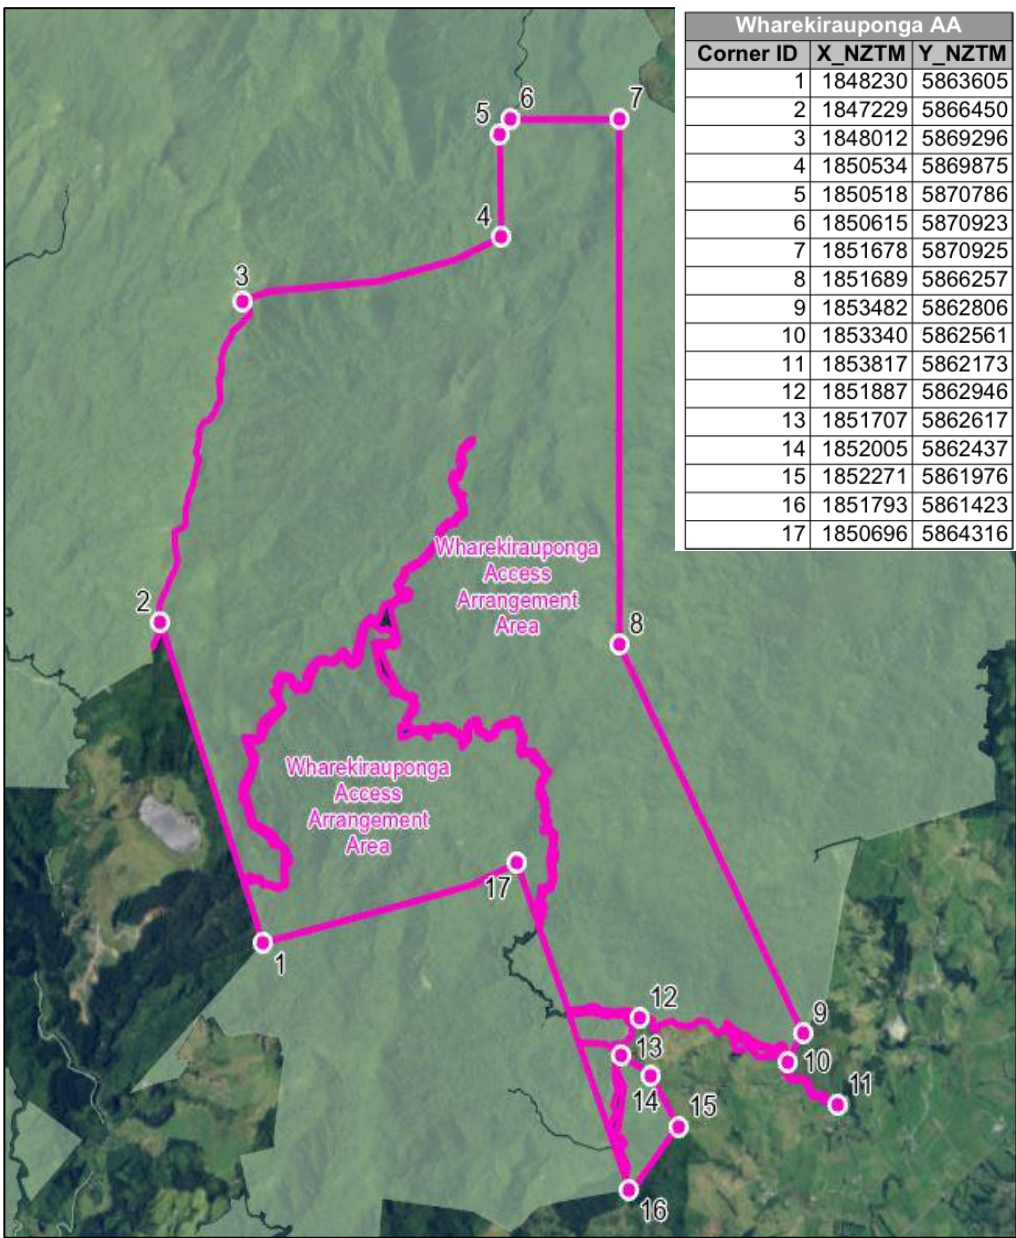 Wharekirauponga AA
Corner ID X_NZTM Y_NZTM
1 1848230 5863605
2 1847229 5866450
3 1848012 5869296
4 1850534 5869875
5 1850518 5870786
6 1850615 5870923
7 1851678 5870925
8 1851689 5866257
9 1853482 5862806
10 1853340 5862561
11 1853817 5862173
12 1851887 5862946
13 1851707 5862617
14 1852005 5862437
15 1852271 5861976
16 1851793 5861423
17 1850696 5864316
6
7
5
4
3
Wharekirauponga
Access
Arrangement
Area
2
8
Wharekirauponga
Access
Arrangement
Area
17
1
12
9
13
10
14
11
15
16